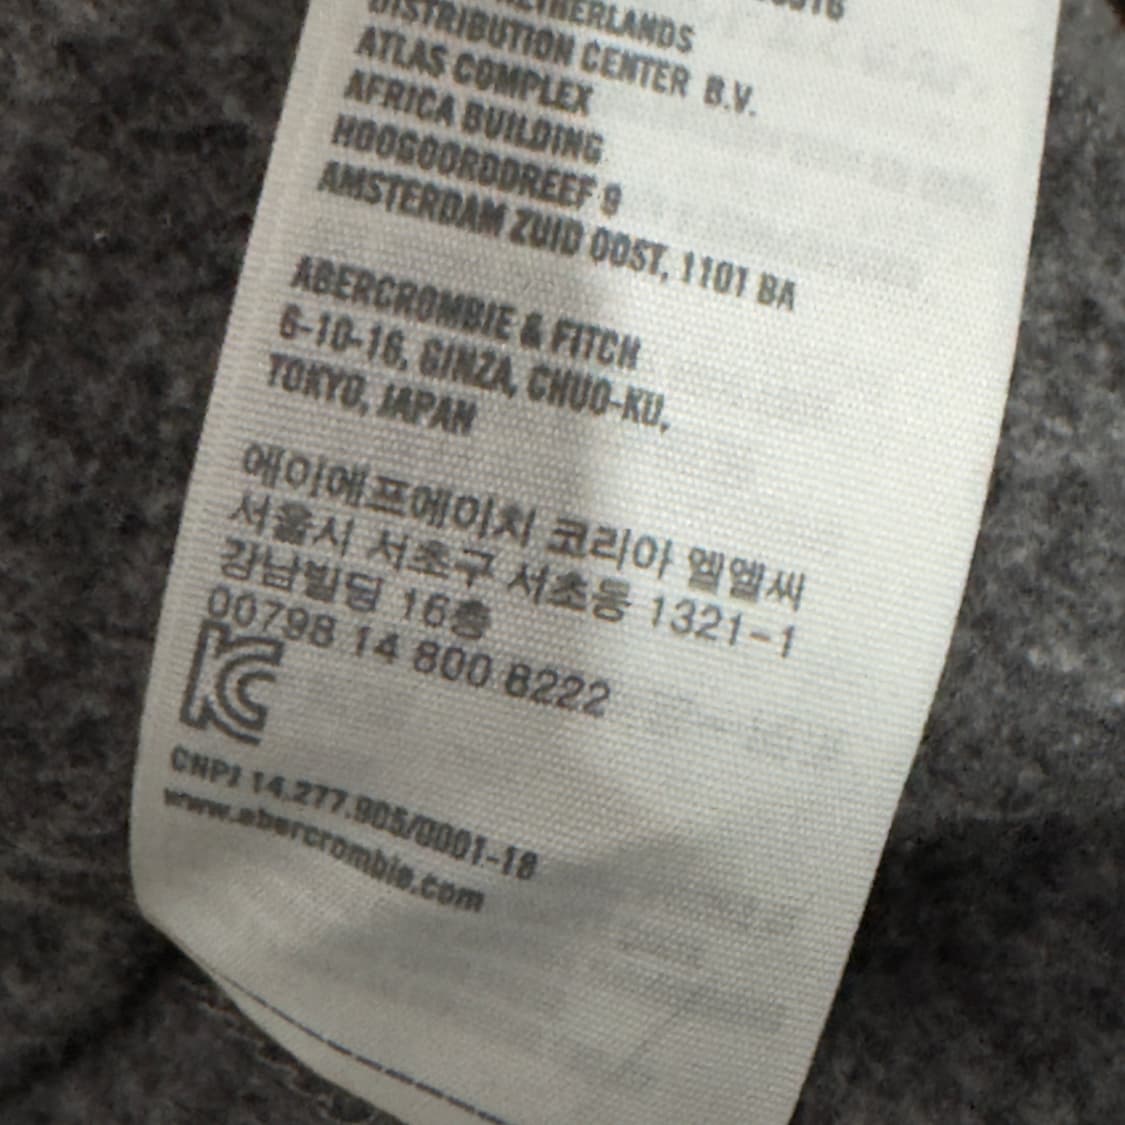 NETHERLANDS
DISTRIBUTION CENTER B.V.
ATLAS COMPLEX
AFRICA BUILDING
HOOGOORDDREEF 9
AMSTERDAM ZUID OOST, 1101 BA
ABERCROMBIE & FITCH
6-10-16, GINZA, CHUO-KU,
TOKYO, JAPAN
에이에프에이치 코리아 엘엘씨
서울시 서초구 서초동 1321-1
강남빌딩 16층
00798 14 800 8222
KC
CNPJ 14.277.905/0001-18
www.abercrombie.com